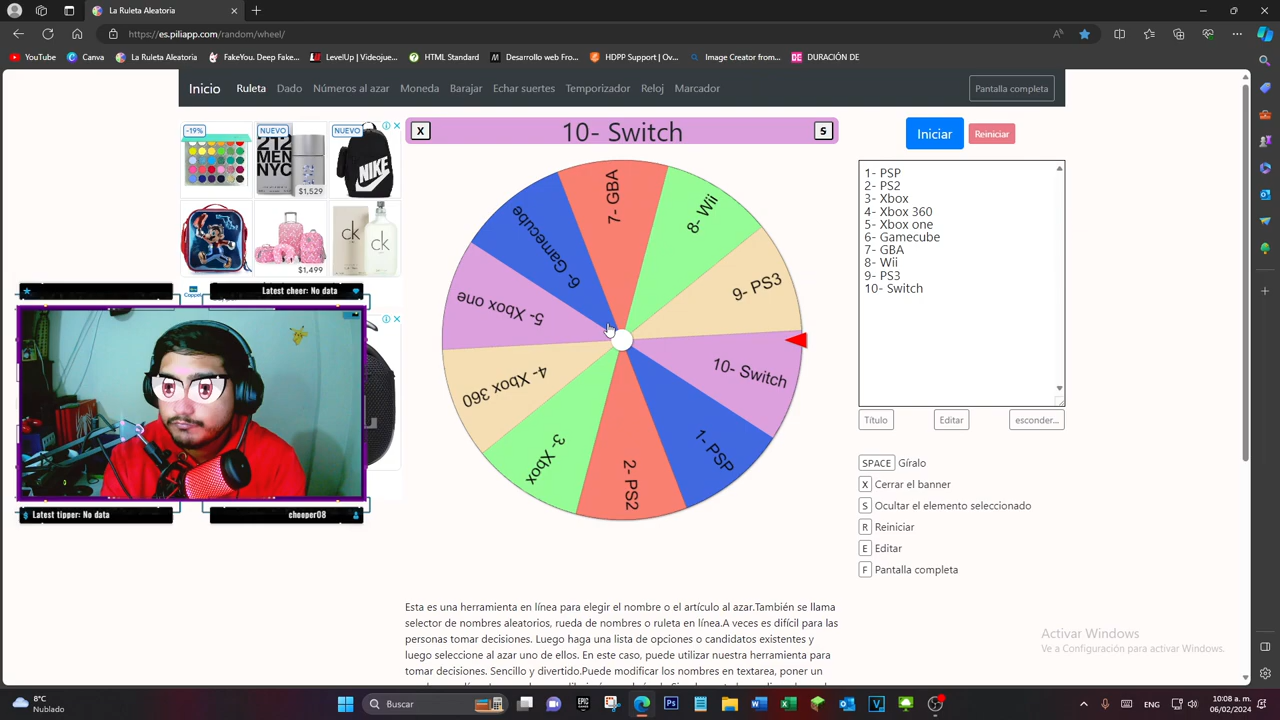 La Ruleta Aleatoria
https://es.piliapp.com/random/wheel/
YouTube
Canva
La Ruleta Aleatoria
FakeYou. Deep Fake...
LevelUp | Videojue...
HTML Standard
Desarrollo web Fro...
HDPP Support | Ov...
Image Creator from...
DURACIÓN DE
Inicio
Ruleta
Dado
Números al azar
Moneda
Barajar
Echar suertes
Temporizador
Reloj
Marcador
Pantalla completa
-19%
NUEVO
NUEVO
212
MEN
NYC
$1,529
NIKE
ck
$1,499
Coppel
X
10- Switch
S
7- GBA
8- Wii
9- PS3
10- Switch
1- PSP
2- PS2
3- Xbox
4- Xbox 360
5- Xbox one
6- Gamecube
Iniciar
Reiniciar
1- PSP
2- PS2
3- Xbox
4- Xbox 360
5- Xbox one
6- Gamecube
7- GBA
8- Wii
9- PS3
10- Switch
Título
Editar
esconder...
SPACE Gíralo
X Cerrar el banner
S Ocultar el elemento seleccionado
R Reiniciar
E Editar
F Pantalla completa
Latest cheer: No data
Latest tipper: No data
chooper08
Esta es una herramienta en línea para elegir el nombre o el artículo al azar.También se llama
selector de nombres aleatorios, rueda de nombres o ruleta en línea.A veces es difícil para las
personas tomar decisiones. Luego haga una lista de opciones o candidatos existentes y
luego seleccione al azar uno de ellos. En este caso, puede utilizar nuestra herramienta para
tomar decisiones. Sencillo y divertido.Puede modificar los nombres en textarea, poner un
Activar Windows
Ve a Configuración para activar Windows.
8°C
Nublado
Buscar
ENG
10:08 a. m.
06/02/2024